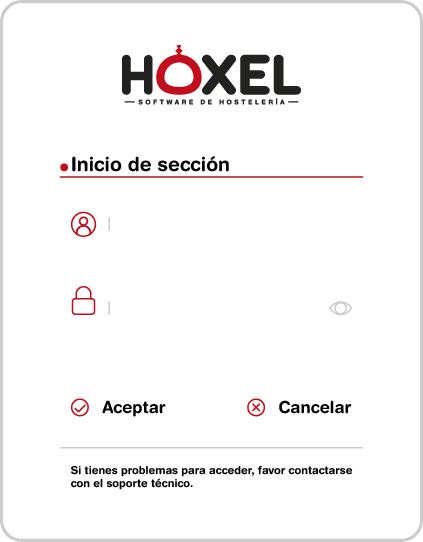 HOXEL
SOFTWARE DE HOSTELERÍA
Inicio de sección
Aceptar
Cancelar
Si tienes problemas para acceder, favor contactarse
con el soporte técnico.